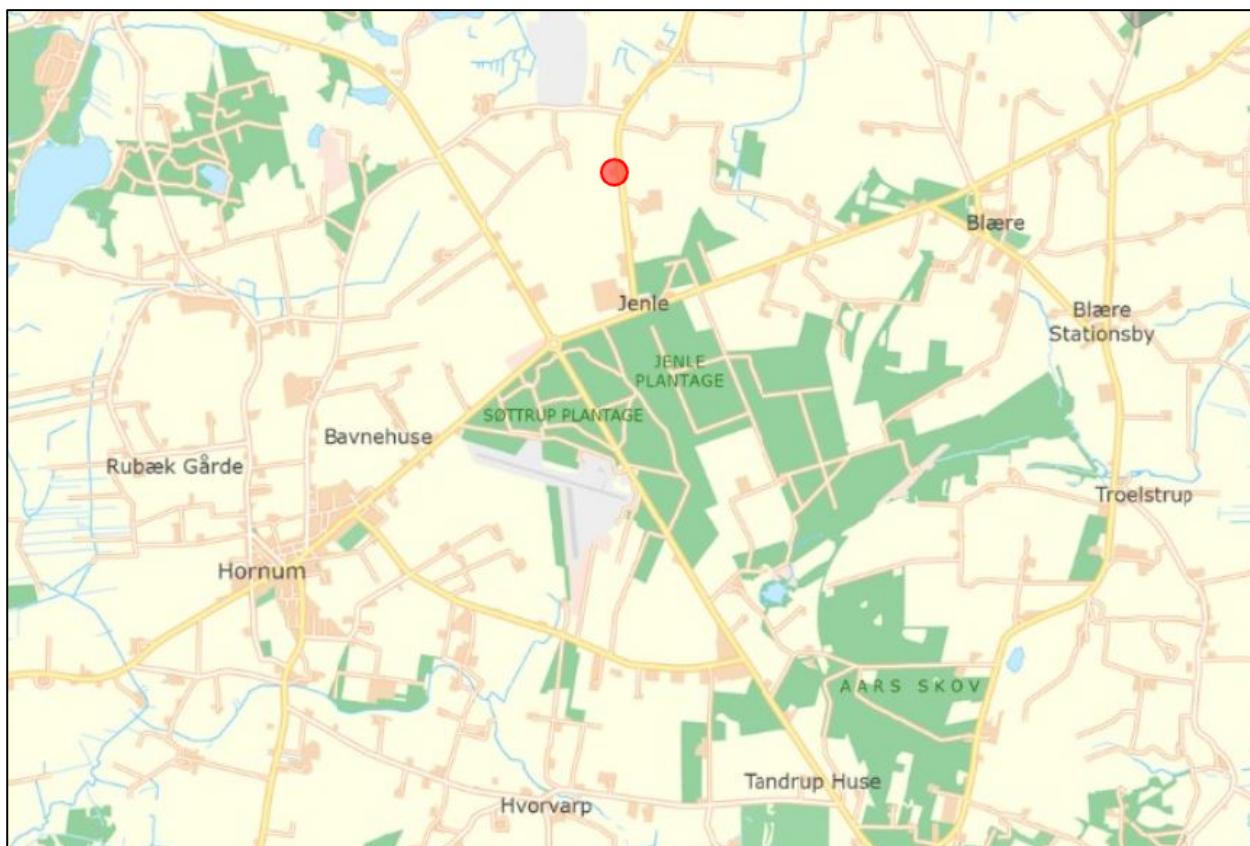 Blære
Jenle
Blære
Stationsby
JENLE
PLANTAGE
SØTTRUP PLANTAGE
Bavnehuse
Rubæk Gårde
Troelstrup
Hornum
AARS SKOV
Tandrup Huse
Hvorvarp